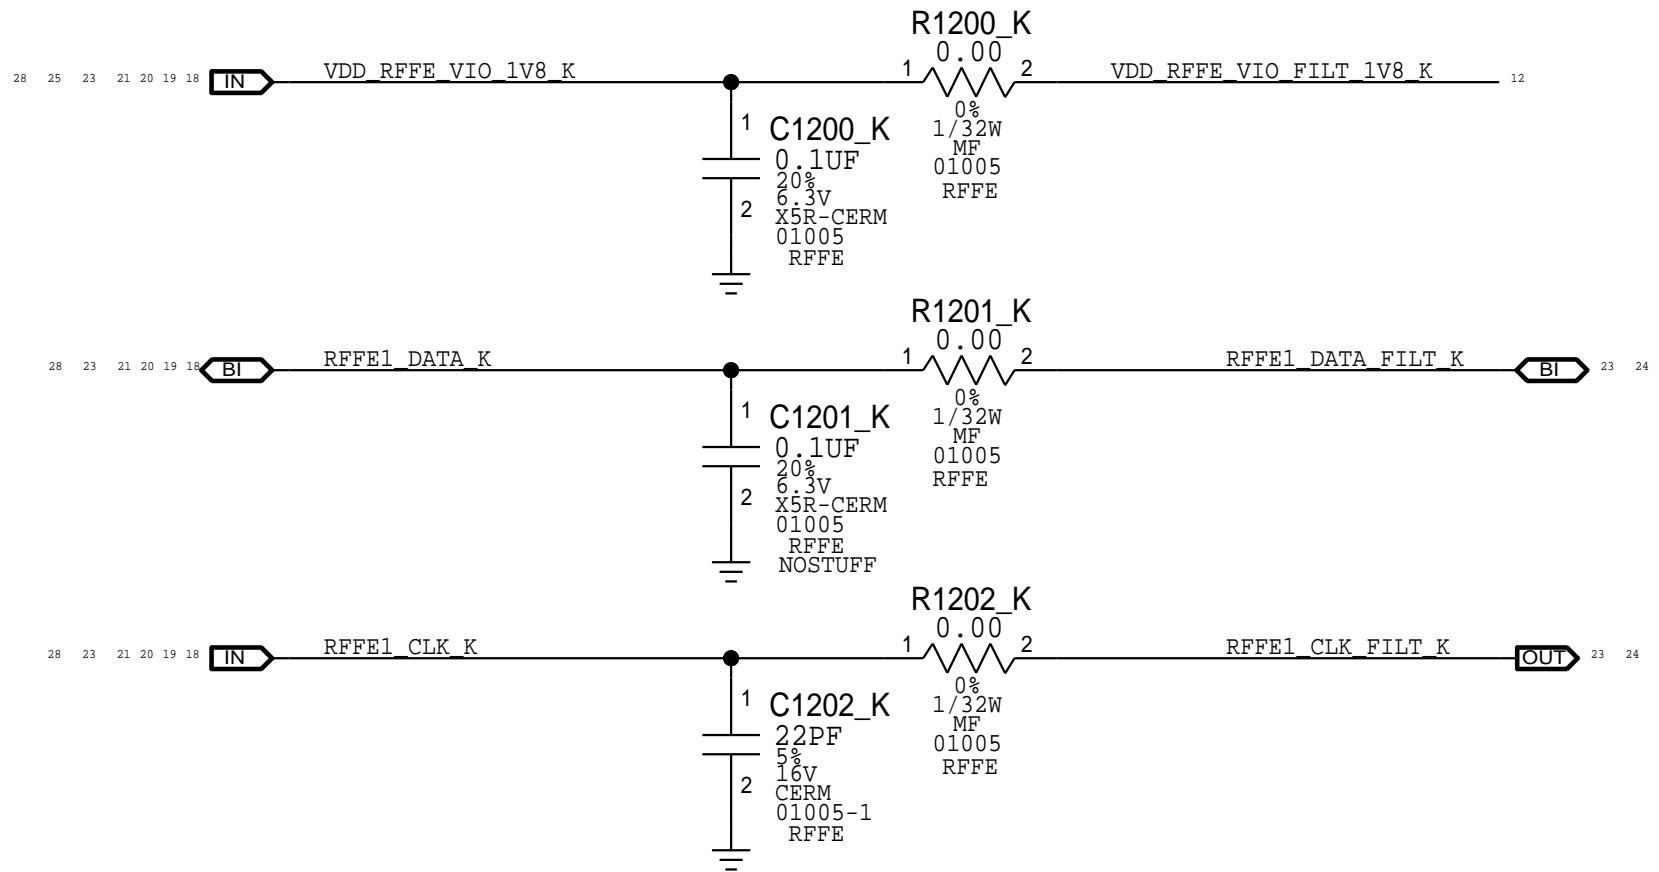 R1200_K
0.00
28 25 23 21 20 19 18 IN VDD_RFFE_VIO_1V8_K 1 2 VDD_RFFE_VIO_FILT_1V8_K 12
0%
1/32W
MF
01005
RFFE
1 C1200_K
0.1UF
20%
6.3V
2 X5R-CERM
01005
RFFE
R1201_K
0.00
28 23 21 20 19 18 BI RFFE1_DATA_K 1 2 RFFE1_DATA_FILT_K BI 23 24
0%
1/32W
MF
01005
RFFE
1 C1201_K
0.1UF
20%
6.3V
2 X5R-CERM
01005
RFFE
NOSTUFF
R1202_K
0.00
28 23 21 20 19 18 IN RFFE1_CLK_K 1 2 RFFE1_CLK_FILT_K OUT 23 24
0%
1/32W
MF
01005
RFFE
1 C1202_K
22PF
5%
16V
2 CERM
01005-1
RFFE